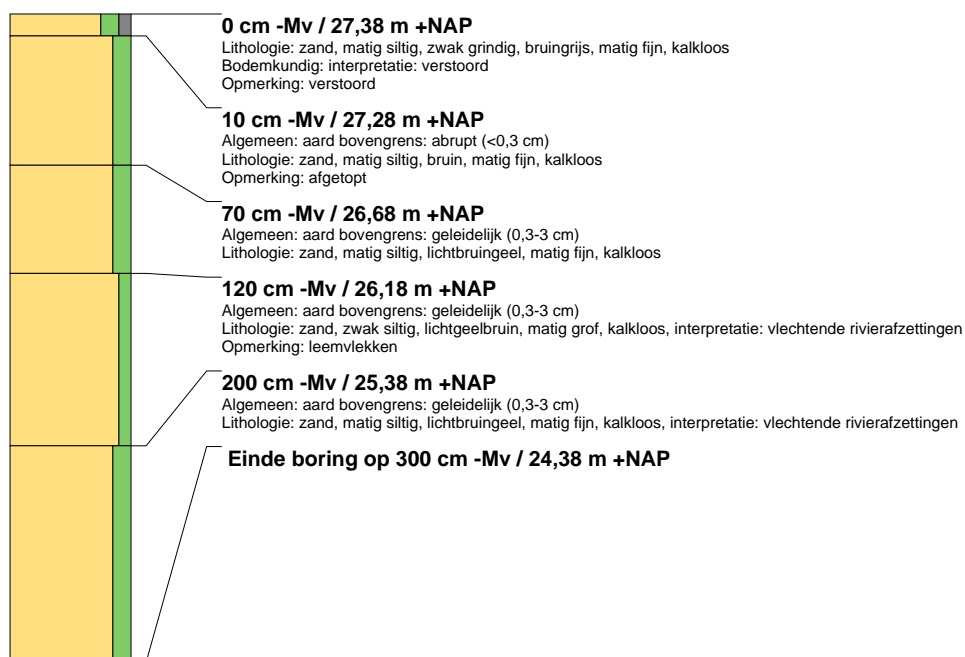 0 cm -Mv / 27,38 m +NAP
Lithologie: zand, matig siltig, zwak grindig, bruingrijs, matig fijn, kalkloos
Bodemkundig: interpretatie: verstoord
Opmerking: verstoord
10 cm -Mv / 27,28 m +NAP
Algemeen: aard bovengrens: abrupt (<0,3 cm)
Lithologie: zand, matig siltig, bruin, matig fijn, kalkloos
Opmerking: afgetopt
70 cm -Mv / 26,68 m +NAP
Algemeen: aard bovengrens: geleidelijk (0,3-3 cm)
Lithologie: zand, matig siltig, lichtbruingeel, matig fijn, kalkloos
120 cm -Mv / 26,18 m +NAP
Algemeen: aard bovengrens: geleidelijk (0,3-3 cm)
Lithologie: zand, zwak siltig, lichtgeelbruin, matig grof, kalkloos, interpretatie: vlechtende rivierafzettingen
Opmerking: leemvlekken
200 cm -Mv / 25,38 m +NAP
Algemeen: aard bovengrens: geleidelijk (0,3-3 cm)
Lithologie: zand, matig siltig, lichtbruingeel, matig fijn, kalkloos, interpretatie: vlechtende rivierafzettingen
Einde boring op 300 cm -Mv / 24,38 m +NAP